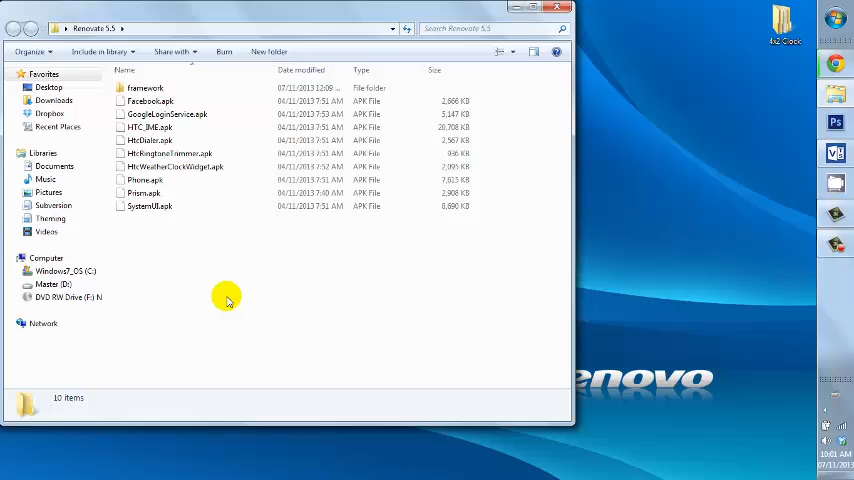 Renovate 5.5
Search Renovate 5.5
Organize
Include in library
Share with
Burn
New folder
Name
Date modified
Type
Size
Favorites
Desktop
Downloads
Dropbox
Recent Places
Libraries
Documents
Music
Pictures
Subversion
Theming
Videos
Computer
Windows7_OS (C:)
Master (D:)
DVD RW Drive (F:) N
Network
framework 07/11/2013 12:09 ... File folder
Facebook.apk 04/11/2013 7:51 AM APK File 2,666 KB
GoogleLoginService.apk 04/11/2013 7:53 AM APK File 5,147 KB
HTC_IME.apk 04/11/2013 7:51 AM APK File 20,708 KB
HtcDialer.apk 04/11/2013 7:51 AM APK File 2,567 KB
HtcRingtoneTrimmer.apk 04/11/2013 7:51 AM APK File 936 KB
HtcWeatherClockWidget.apk 04/11/2013 7:52 AM APK File 2,095 KB
Phone.apk 04/11/2013 7:51 AM APK File 7,615 KB
Prism.apk 04/11/2013 7:40 AM APK File 2,908 KB
SystemUI.apk 04/11/2013 7:51 AM APK File 8,690 KB
10 items
4x2 Clock
enovo
Ps
10:01 AM
07/11/2013